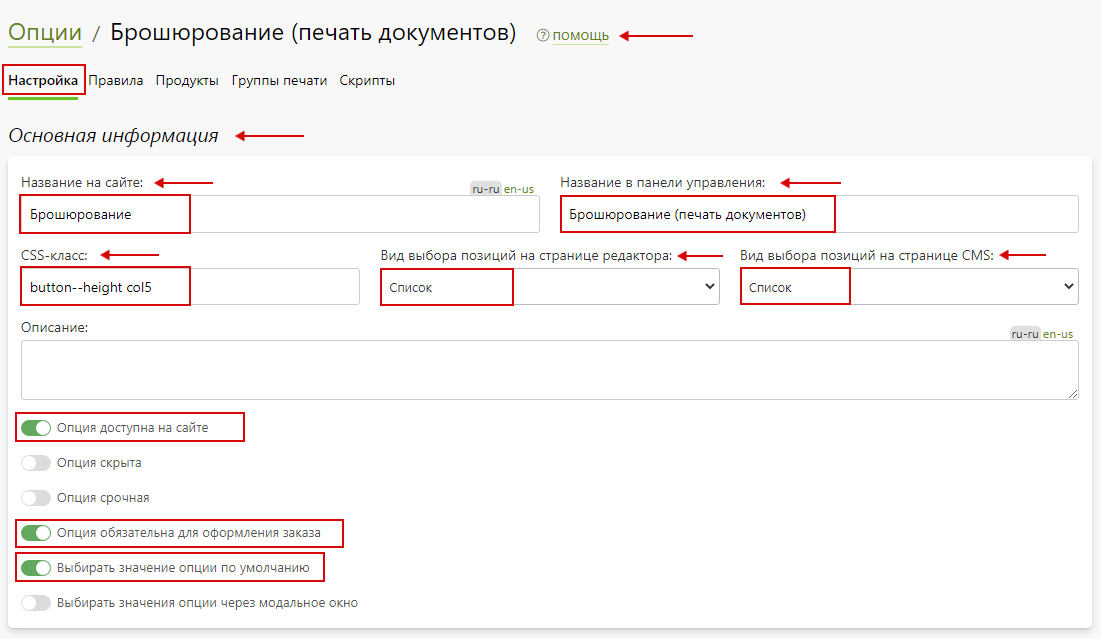 Опции / Брошюрование (печать документов) ? помощь
Настройка Правила Продукты Группы печати Скрипты
Основная информация
Название на сайте: ru-ru en-us Название в панели управления:
Брошюрование Брошюрование (печать документов)
CSS-класс: Вид выбора позиций на странице редактора: Вид выбора позиций на странице CMS:
button--height col5 Список Список
Описание: ru-ru en-us
Опция доступна на сайте
Опция скрыта
Опция срочная
Опция обязательна для оформления заказа
Выбирать значение опции по умолчанию
Выбирать значения опции через модальное окно